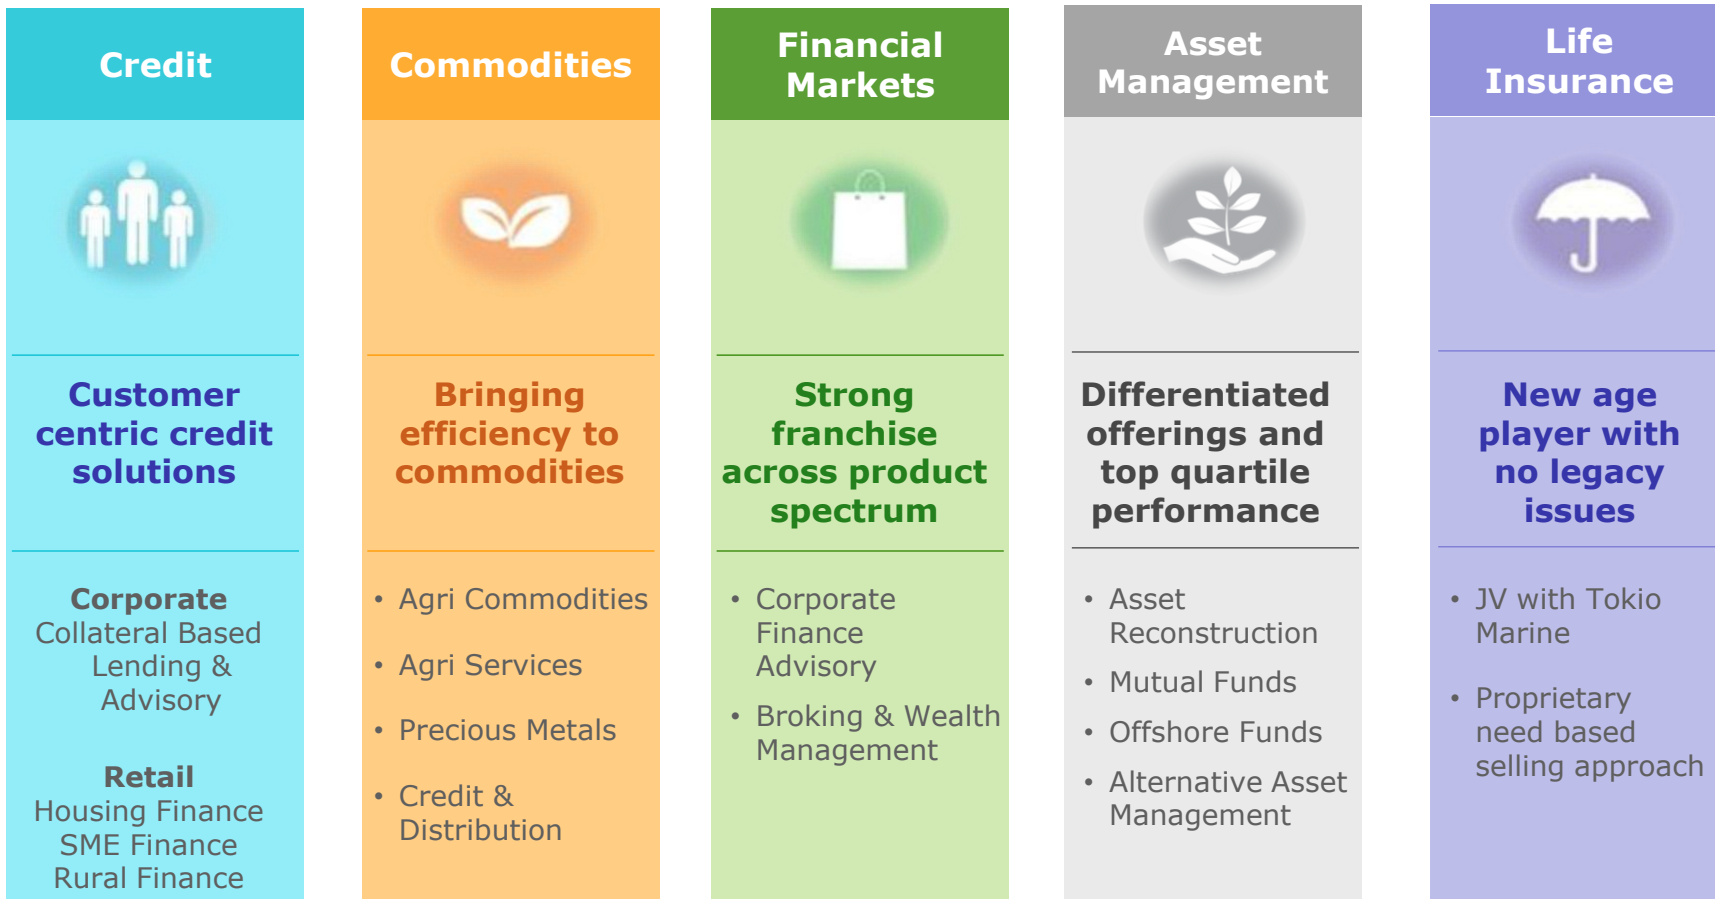 Credit
Customer
centric credit
solutions
Corporate
Collateral Based
Lending &
Advisory
Retail
Housing Finance
SME Finance
Rural Finance
Commodities
Bringing
efficiency to
commodities
• Agri Commodities
• Agri Services
• Precious Metals
• Credit &
Distribution
Financial
Markets
Strong
franchise
across product
spectrum
• Corporate
Finance
Advisory
• Broking & Wealth
Management
Asset
Management
Differentiated
offerings and
top quartile
performance
• Asset
Reconstruction
• Mutual Funds
• Offshore Funds
• Alternative Asset
Management
Life
Insurance
New age
player with
no legacy
issues
• JV with Tokio
Marine
• Proprietary
need based
selling approach